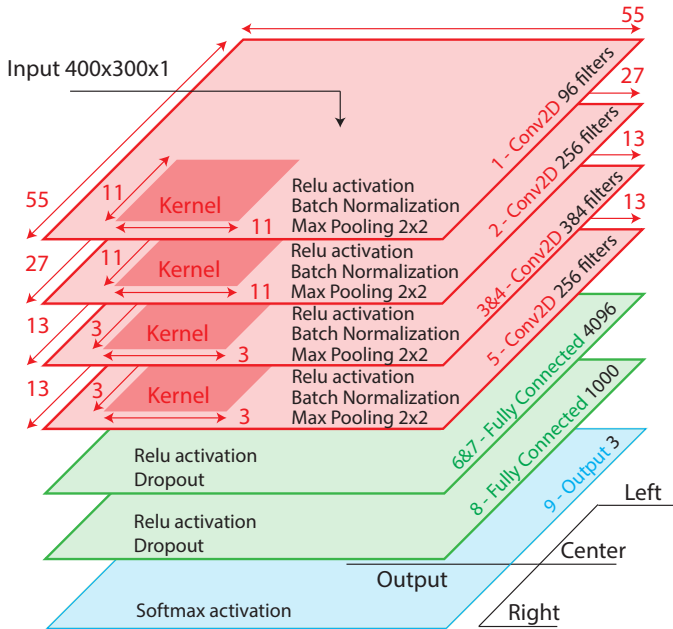 55
Input 400x300x1
27
1 - Conv2D 96 filters
13
2 - Conv2D 256 filters
55
11
Kernel
11
Relu activation
Batch Normalization
Max Pooling 2x2
13
3&4 - Conv2D 384 filters
27
11
Kernel
11
Relu activation
Batch Normalization
Max Pooling 2x2
5 - Conv2D 256 filters
13
3
Kernel
3
Relu activation
Batch Normalization
Max Pooling 2x2
13
3
Kernel
3
Relu activation
Batch Normalization
Max Pooling 2x2
6&7 - Fully Connected 4096
Relu activation
Dropout
8 - Fully Connected 1000
Relu activation
Dropout
9 - Output 3
Left
Center
Output
Right
Softmax activation